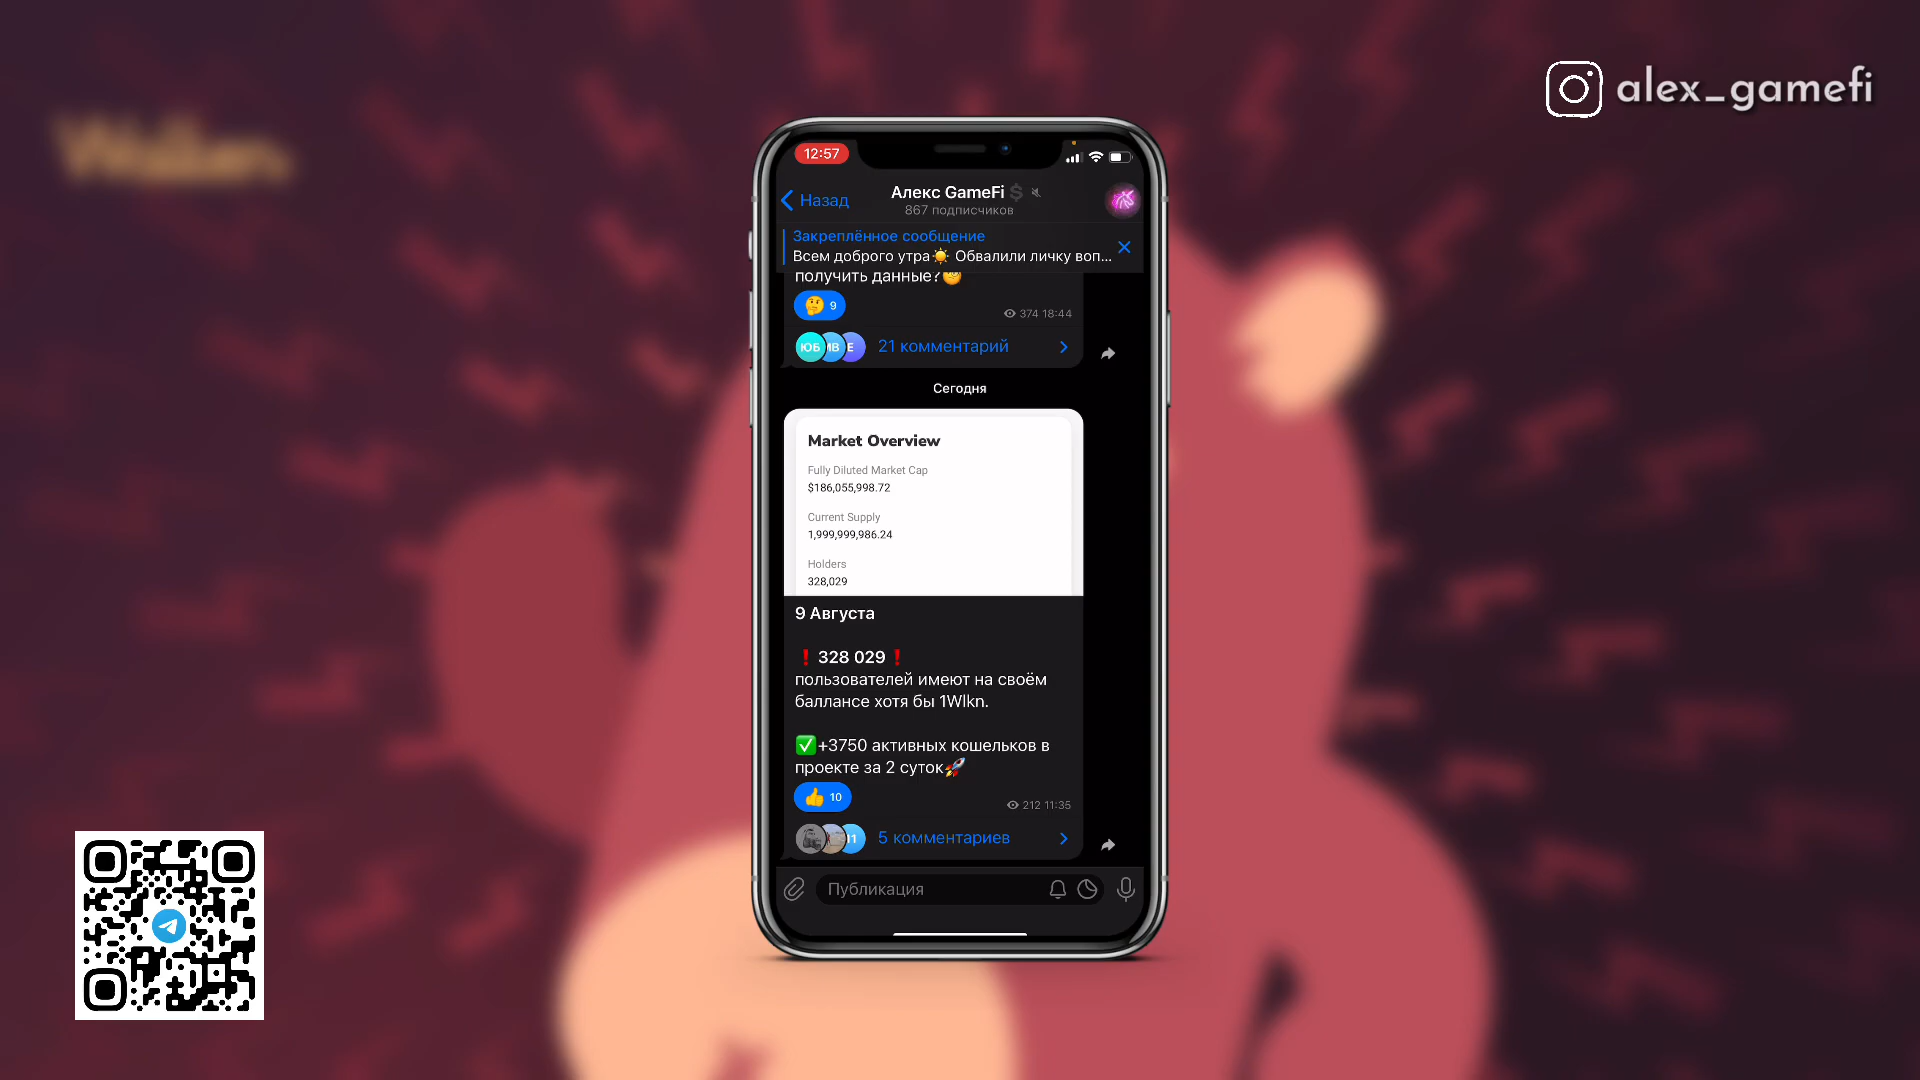 alex_gamefi
12:57
Назад
Алекс GameFi
867 подписчиков
Закреплённое сообщение
Всем доброго утра☀️ Обвалили личку воп...
получить данные?
🤔 9
374 18:44
ЮБ
E
21 комментарий
Сегодня
Market Overview
Fully Diluted Market Cap
$186,055,998.72
Current Supply
1,999,999,986.24
Holders
328,029
9 Августа
❗328 029❗
пользователей имеют на своём
баллансе хотя бы 1Wlkn.
✅+3750 активных кошельков в
проекте за 2 суток🚀
👍 10
212 11:35
5 комментариев
Публикация